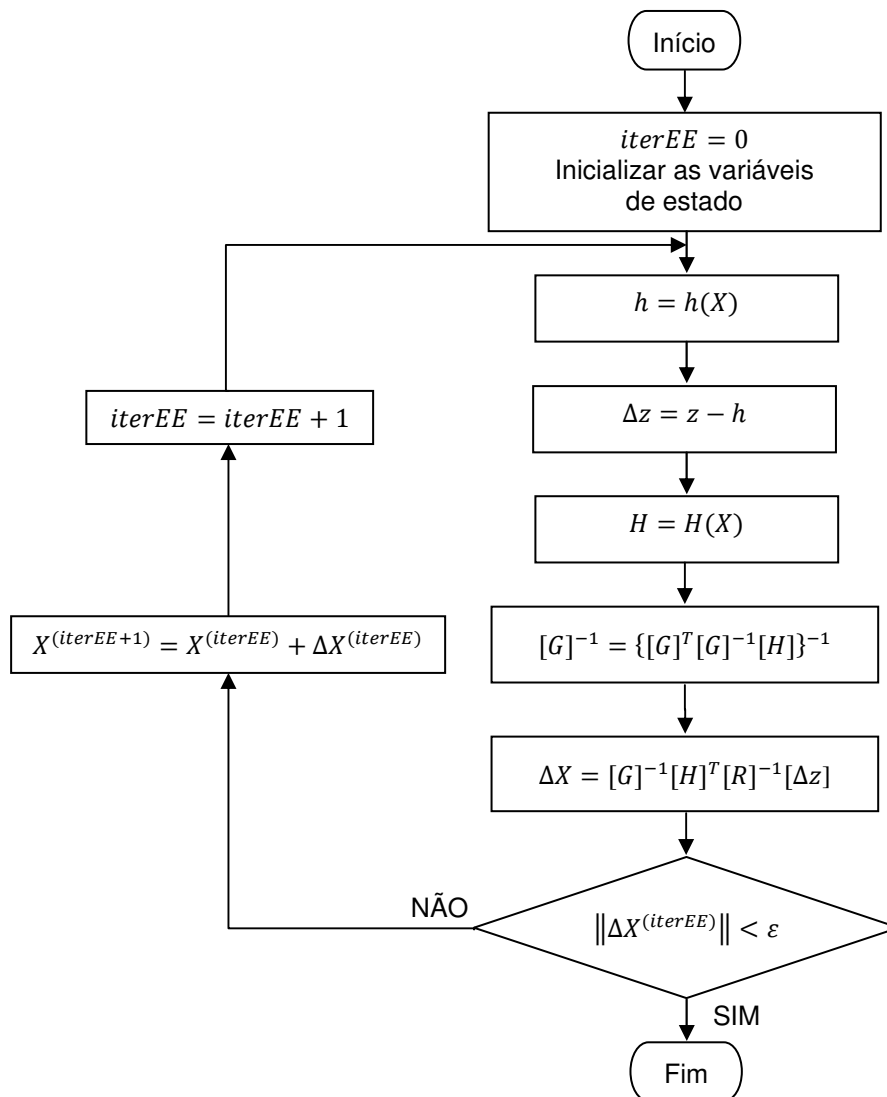 Início
iterEE = 0
Inicializar as variáveis
de estado
h = h(X)
Δz = z − h
H = H(X)
[G]⁻¹ = {[G]ᵀ[G]⁻¹[H]}⁻¹
ΔX = [G]⁻¹[H]ᵀ[R]⁻¹[Δz]
‖ΔX⁽ⁱᵗᵉʳᴱᴱ⁾‖ < ε
NÃO
X⁽ⁱᵗᵉʳᴱᴱ⁺¹⁾ = X⁽ⁱᵗᵉʳᴱᴱ⁾ + ΔX⁽ⁱᵗᵉʳᴱᴱ⁾
iterEE = iterEE + 1
SIM
Fim